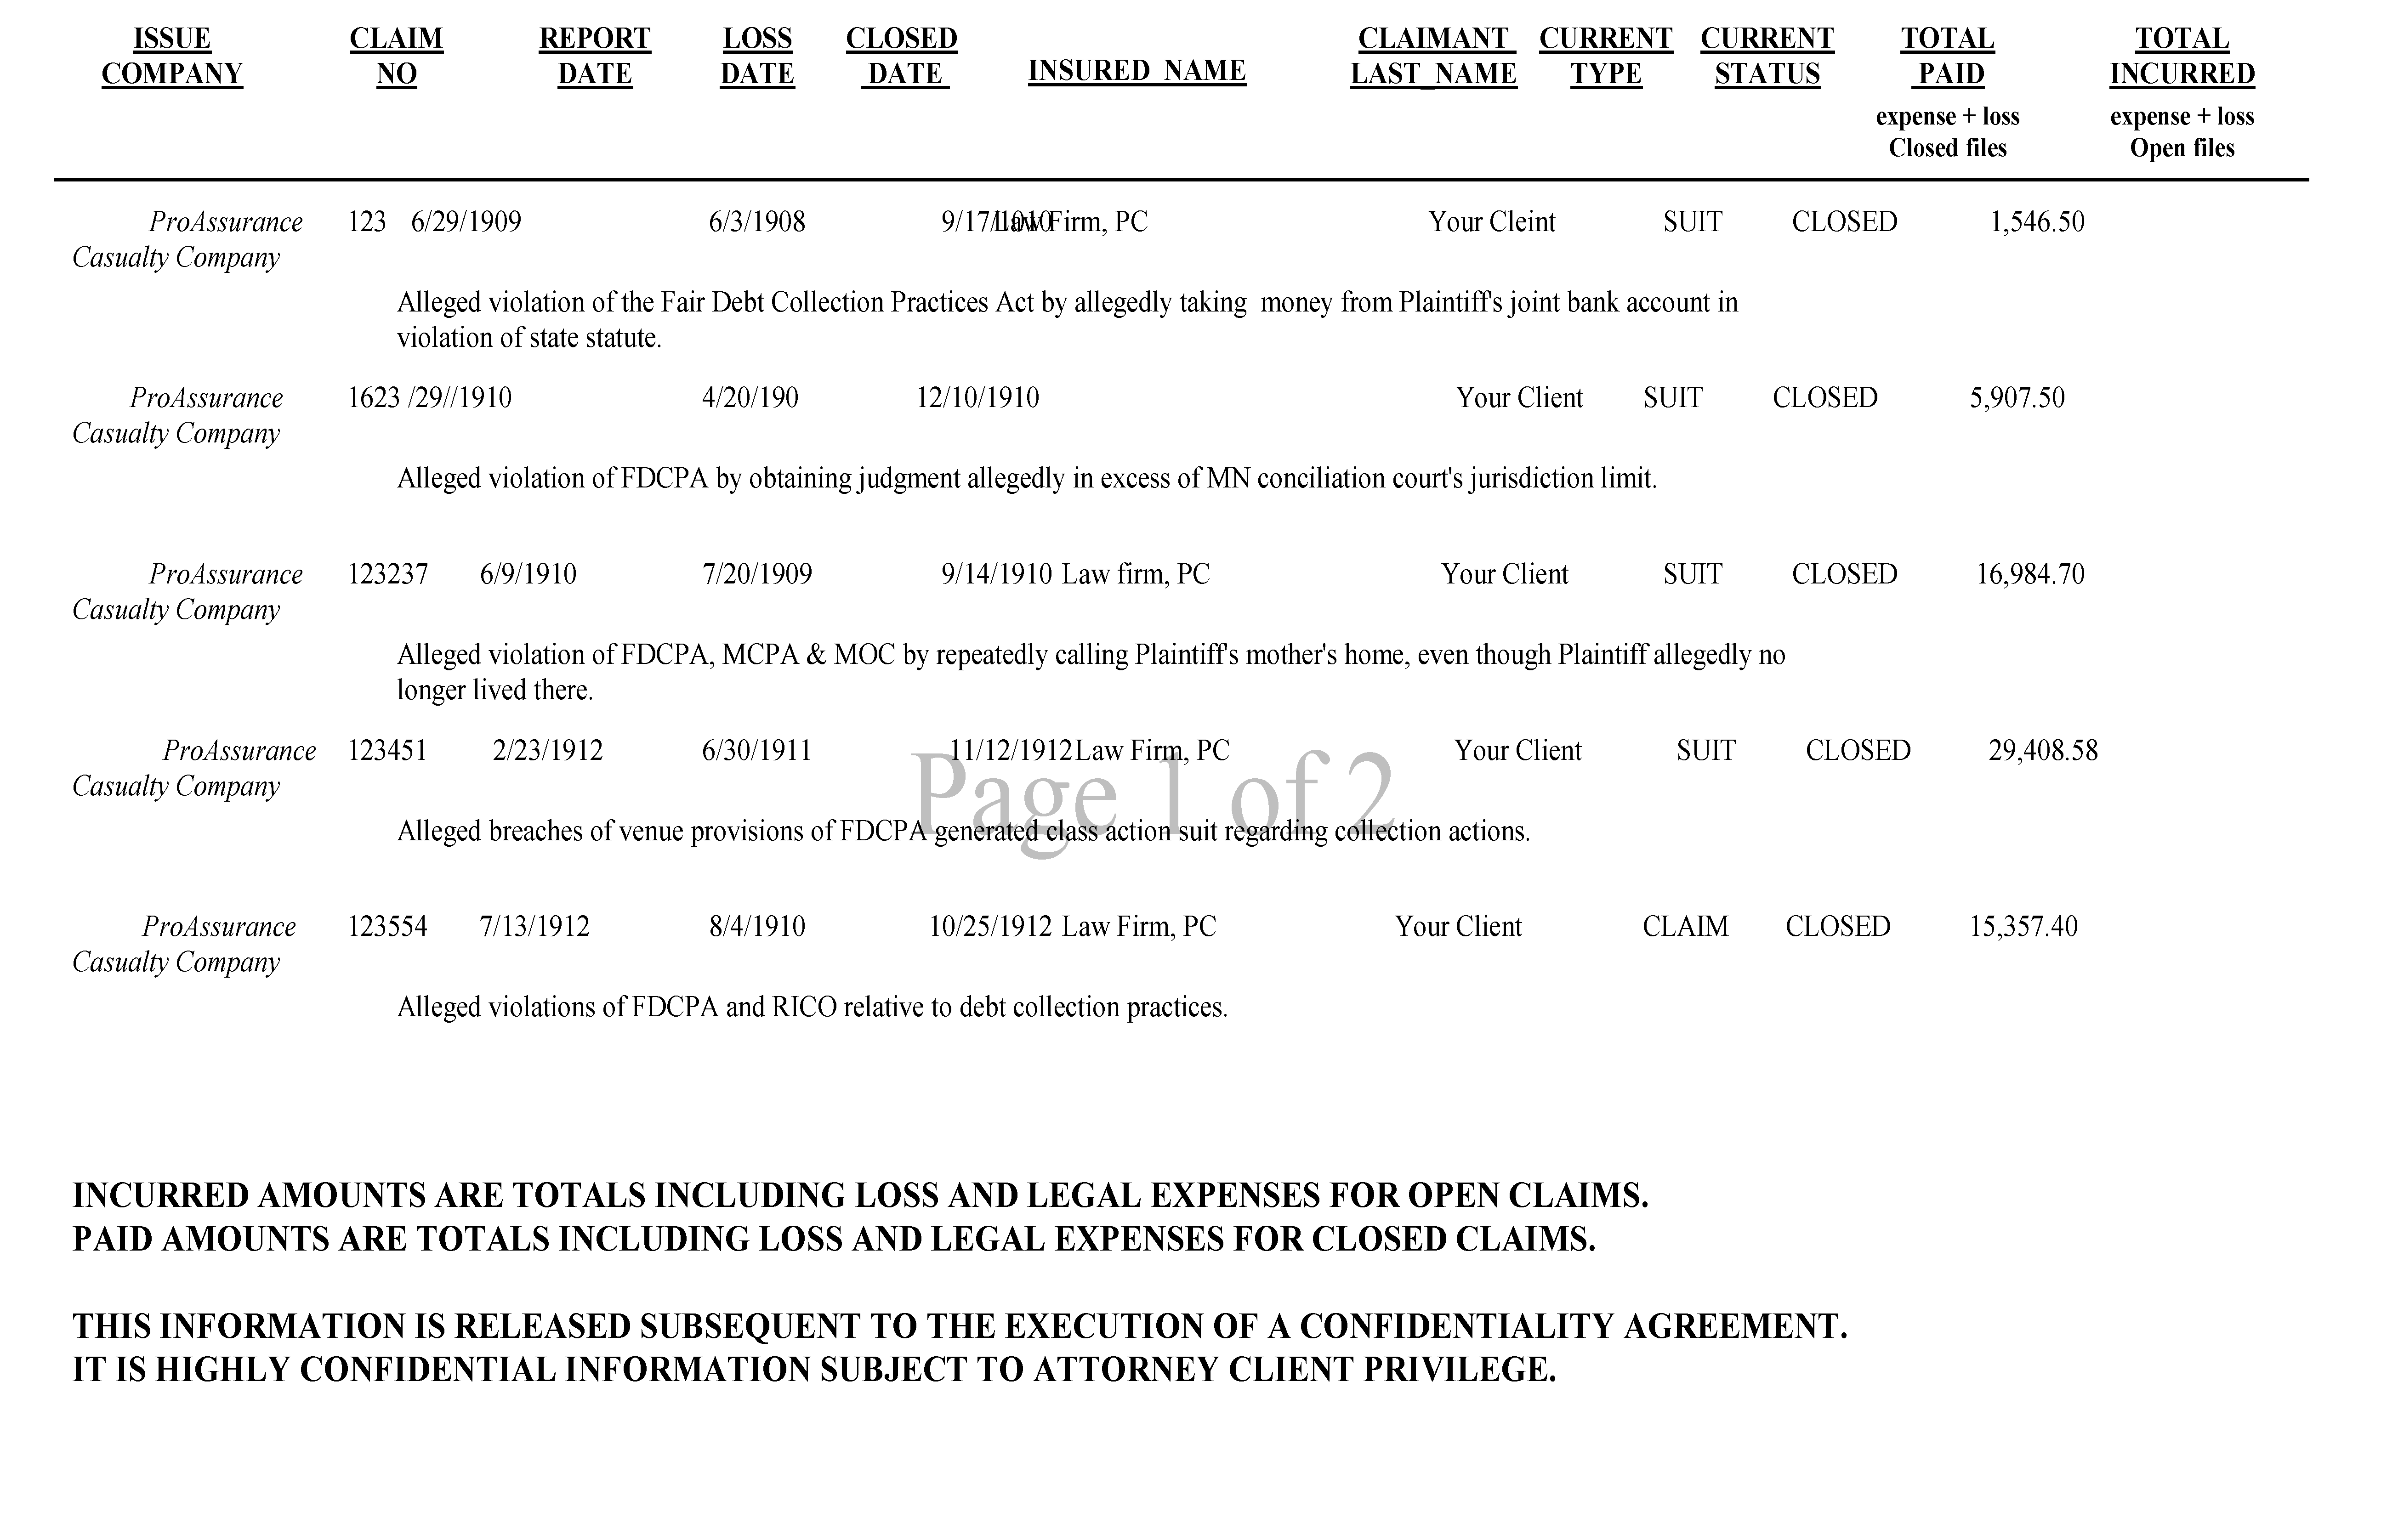 ISSUE CLAIM REPORT LOSS CLOSED CLAIMANT CURRENT CURRENT TOTAL TOTAL
COMPANY NO DATE DATE DATE INSURED_NAME LAST_NAME TYPE STATUS PAID INCURRED
expense + loss expense + loss
Closed files Open files
ProAssurance 123 6/29/1909 6/3/1908 9/17/1910 Law Firm, PC Your Cleint SUIT CLOSED 1,546.50
Casualty Company
Alleged violation of the Fair Debt Collection Practices Act by allegedly taking money from Plaintiff's joint bank account in
violation of state statute.
ProAssurance 1623 /29//1910 4/20/190 12/10/1910 Your Client SUIT CLOSED 5,907.50
Casualty Company
Alleged violation of FDCPA by obtaining judgment allegedly in excess of MN conciliation court's jurisdiction limit.
ProAssurance 123237 6/9/1910 7/20/1909 9/14/1910 Law firm, PC Your Client SUIT CLOSED 16,984.70
Casualty Company
Alleged violation of FDCPA, MCPA & MOC by repeatedly calling Plaintiff's mother's home, even though Plaintiff allegedly no
longer lived there.
ProAssurance 123451 2/23/1912 6/30/1911 11/12/1912 Law Firm, PC Your Client SUIT CLOSED 29,408.58
Casualty Company
Page 1 of 2
Alleged breaches of venue provisions of FDCPA generated class action suit regarding collection actions.
ProAssurance 123554 7/13/1912 8/4/1910 10/25/1912 Law Firm, PC Your Client CLAIM CLOSED 15,357.40
Casualty Company
Alleged violations of FDCPA and RICO relative to debt collection practices.
INCURRED AMOUNTS ARE TOTALS INCLUDING LOSS AND LEGAL EXPENSES FOR OPEN CLAIMS.
PAID AMOUNTS ARE TOTALS INCLUDING LOSS AND LEGAL EXPENSES FOR CLOSED CLAIMS.
THIS INFORMATION IS RELEASED SUBSEQUENT TO THE EXECUTION OF A CONFIDENTIALITY AGREEMENT.
IT IS HIGHLY CONFIDENTIAL INFORMATION SUBJECT TO ATTORNEY CLIENT PRIVILEGE.